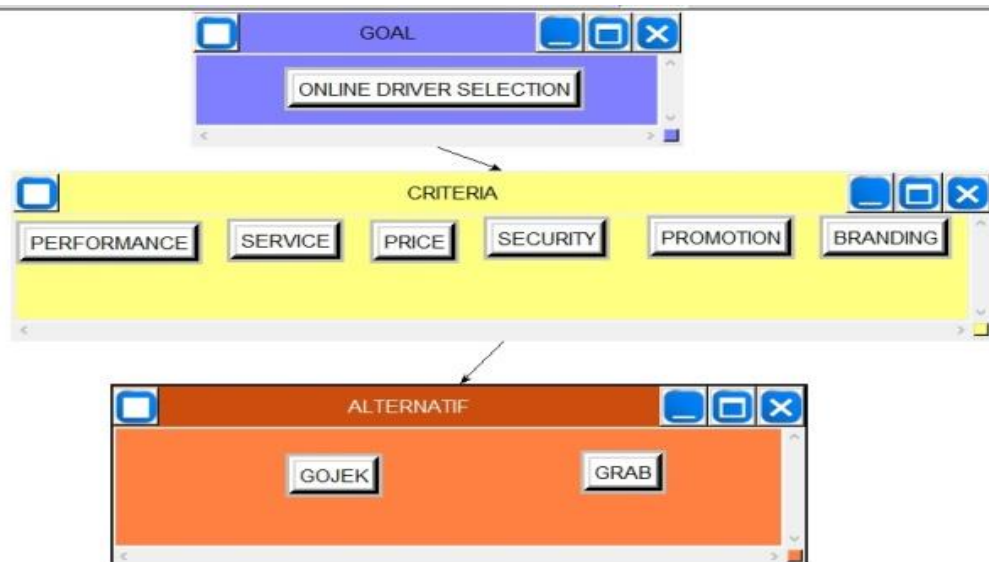 GOAL
ONLINE DRIVER SELECTION
CRITERIA
PERFORMANCE SERVICE PRICE SECURITY PROMOTION BRANDING
ALTERNATIF
GOJEK GRAB